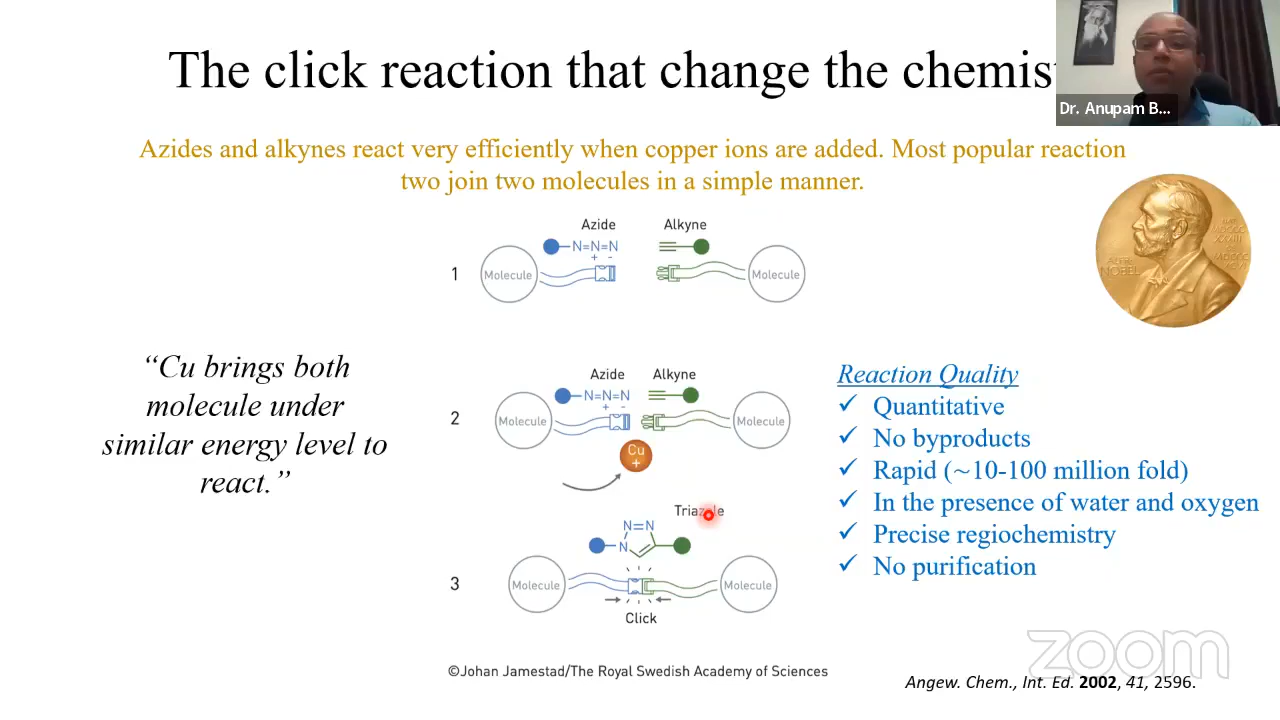 The click reaction that change the chemis
Dr. Anupam B...
Azides and alkynes react very efficiently when copper ions are added. Most popular reaction
two join two molecules in a simple manner.
Azide
Alkyne
N=N=N
+ -
1
Molecule
Molecule
ALFR.
NOBEL
“Cu brings both
molecule under
similar energy level to
react.”
Azide
Alkyne
N=N=N
+ -
2
Molecule
Molecule
Cu
+
Triazole
N=N
N
3
Molecule
Molecule
Click
Reaction Quality
✓ Quantitative
✓ No byproducts
✓ Rapid (~10-100 million fold)
✓ In the presence of water and oxygen
✓ Precise regiochemistry
✓ No purification
zoom
©Johan Jamestad/The Royal Swedish Academy of Sciences
Angew. Chem., Int. Ed. 2002, 41, 2596.